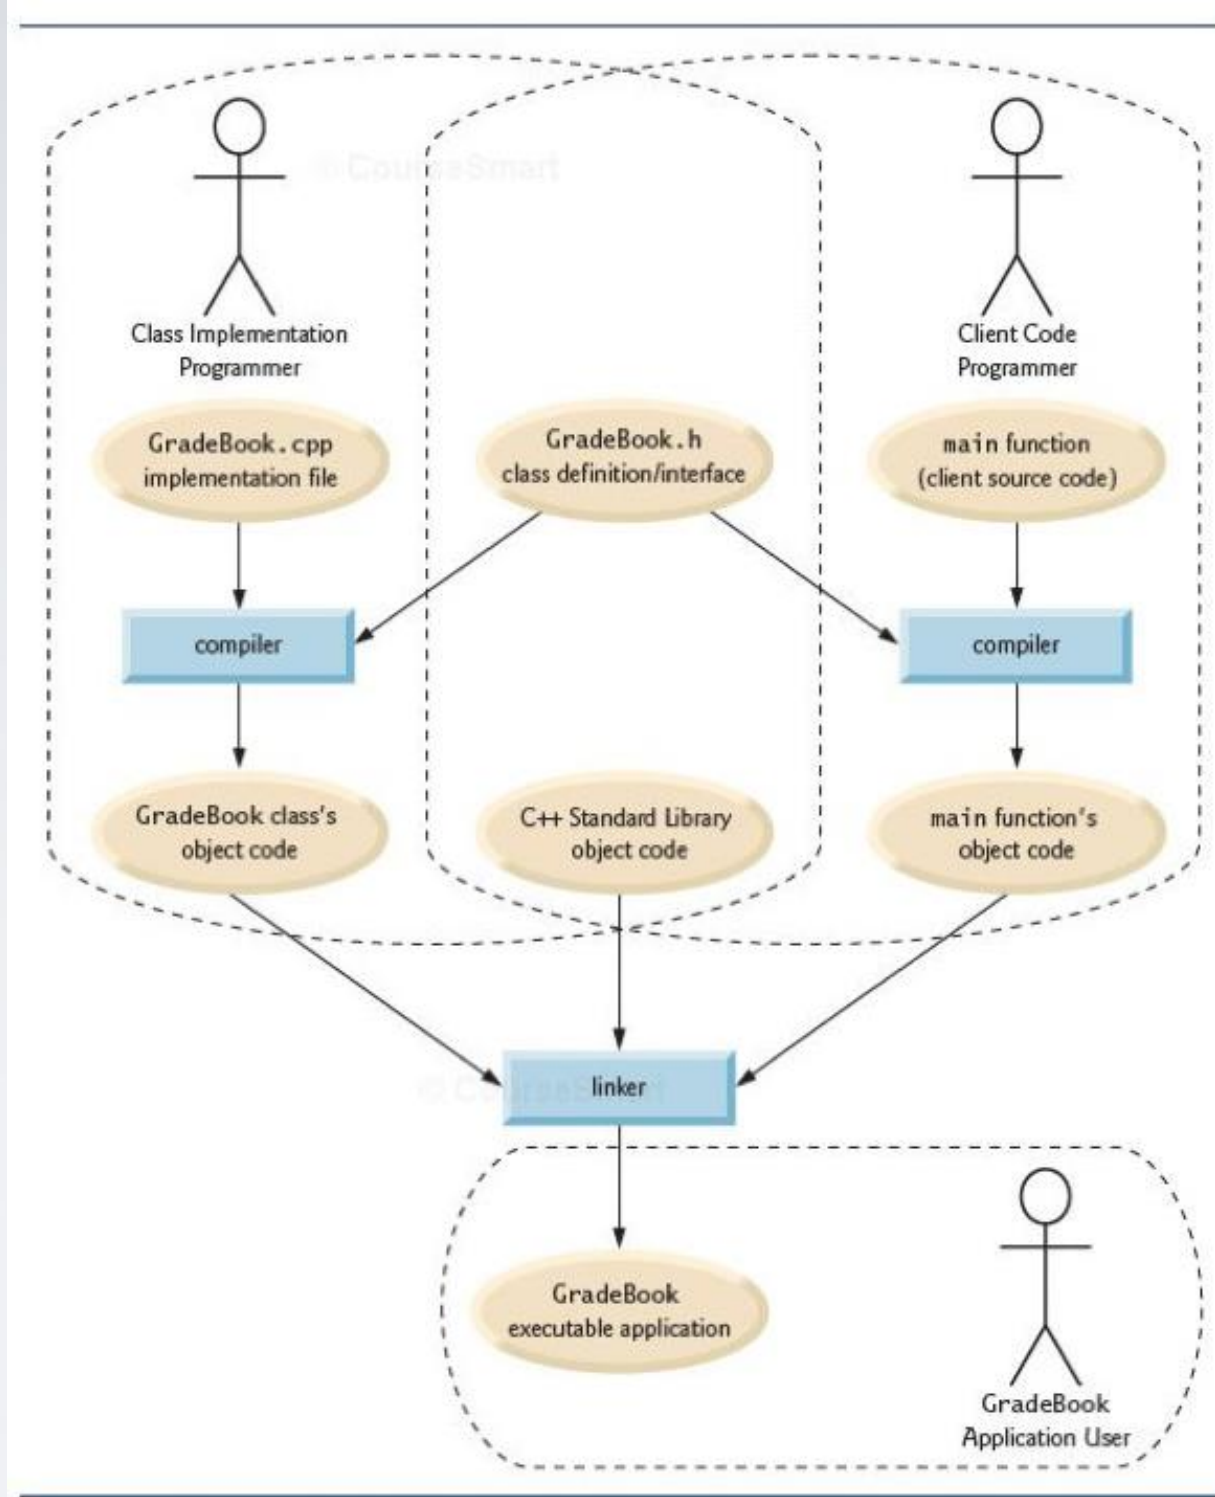 © CourseSmart
Class Implementation
Programmer
Client Code
Programmer
GradeBook.cpp
implementation file
GradeBook.h
class definition/interface
main function
(client source code)
compiler
compiler
GradeBook class's
object code
C++ Standard Library
object code
main function's
object code
linker
© CourseSmart
GradeBook
executable application
GradeBook
Application User